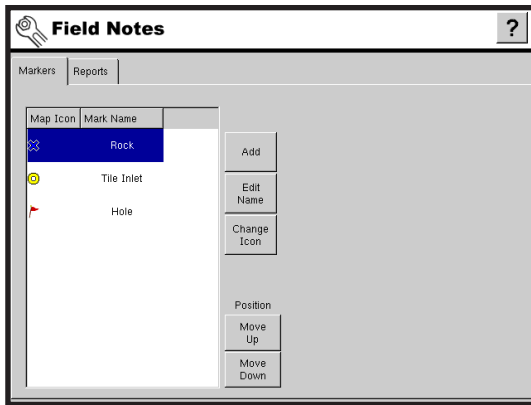 Field Notes
?
Markers Reports
Map Icon Mark Name
Rock
Tile Inlet
Hole
Add
Edit
Name
Change
Icon
Position
Move
Up
Move
Down